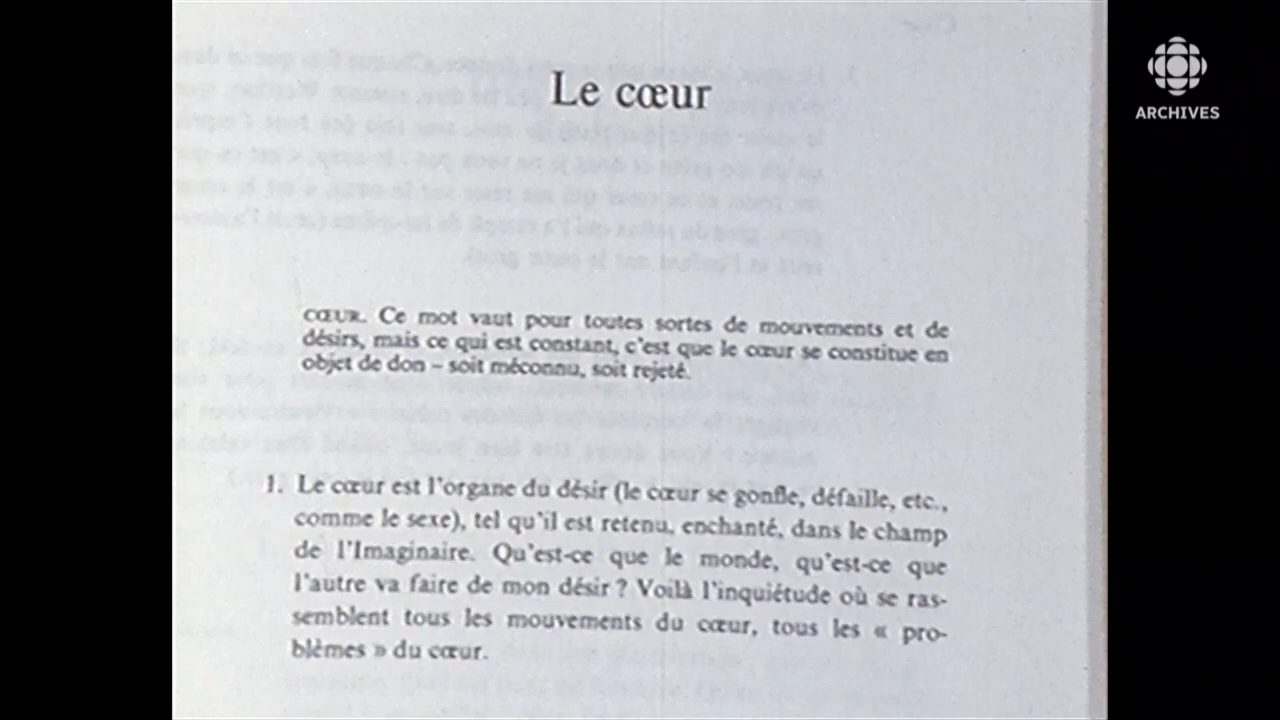 Le cœur
ARCHIVES
CŒUR. Ce mot vaut pour toutes sortes de mouvements et de
désirs, mais ce qui est constant, c'est que le cœur se constitue en
objet de don – soit méconnu, soit rejeté.
1. Le cœur est l'organe du désir (le cœur se gonfle, défaille, etc.,
comme le sexe), tel qu'il est retenu, enchanté, dans le champ
de l'Imaginaire. Qu'est-ce que le monde, qu'est-ce que
l'autre va faire de mon désir ? Voilà l'inquiétude où se ras-
semblent tous les mouvements du cœur, tous les « pro-
blèmes » du cœur.